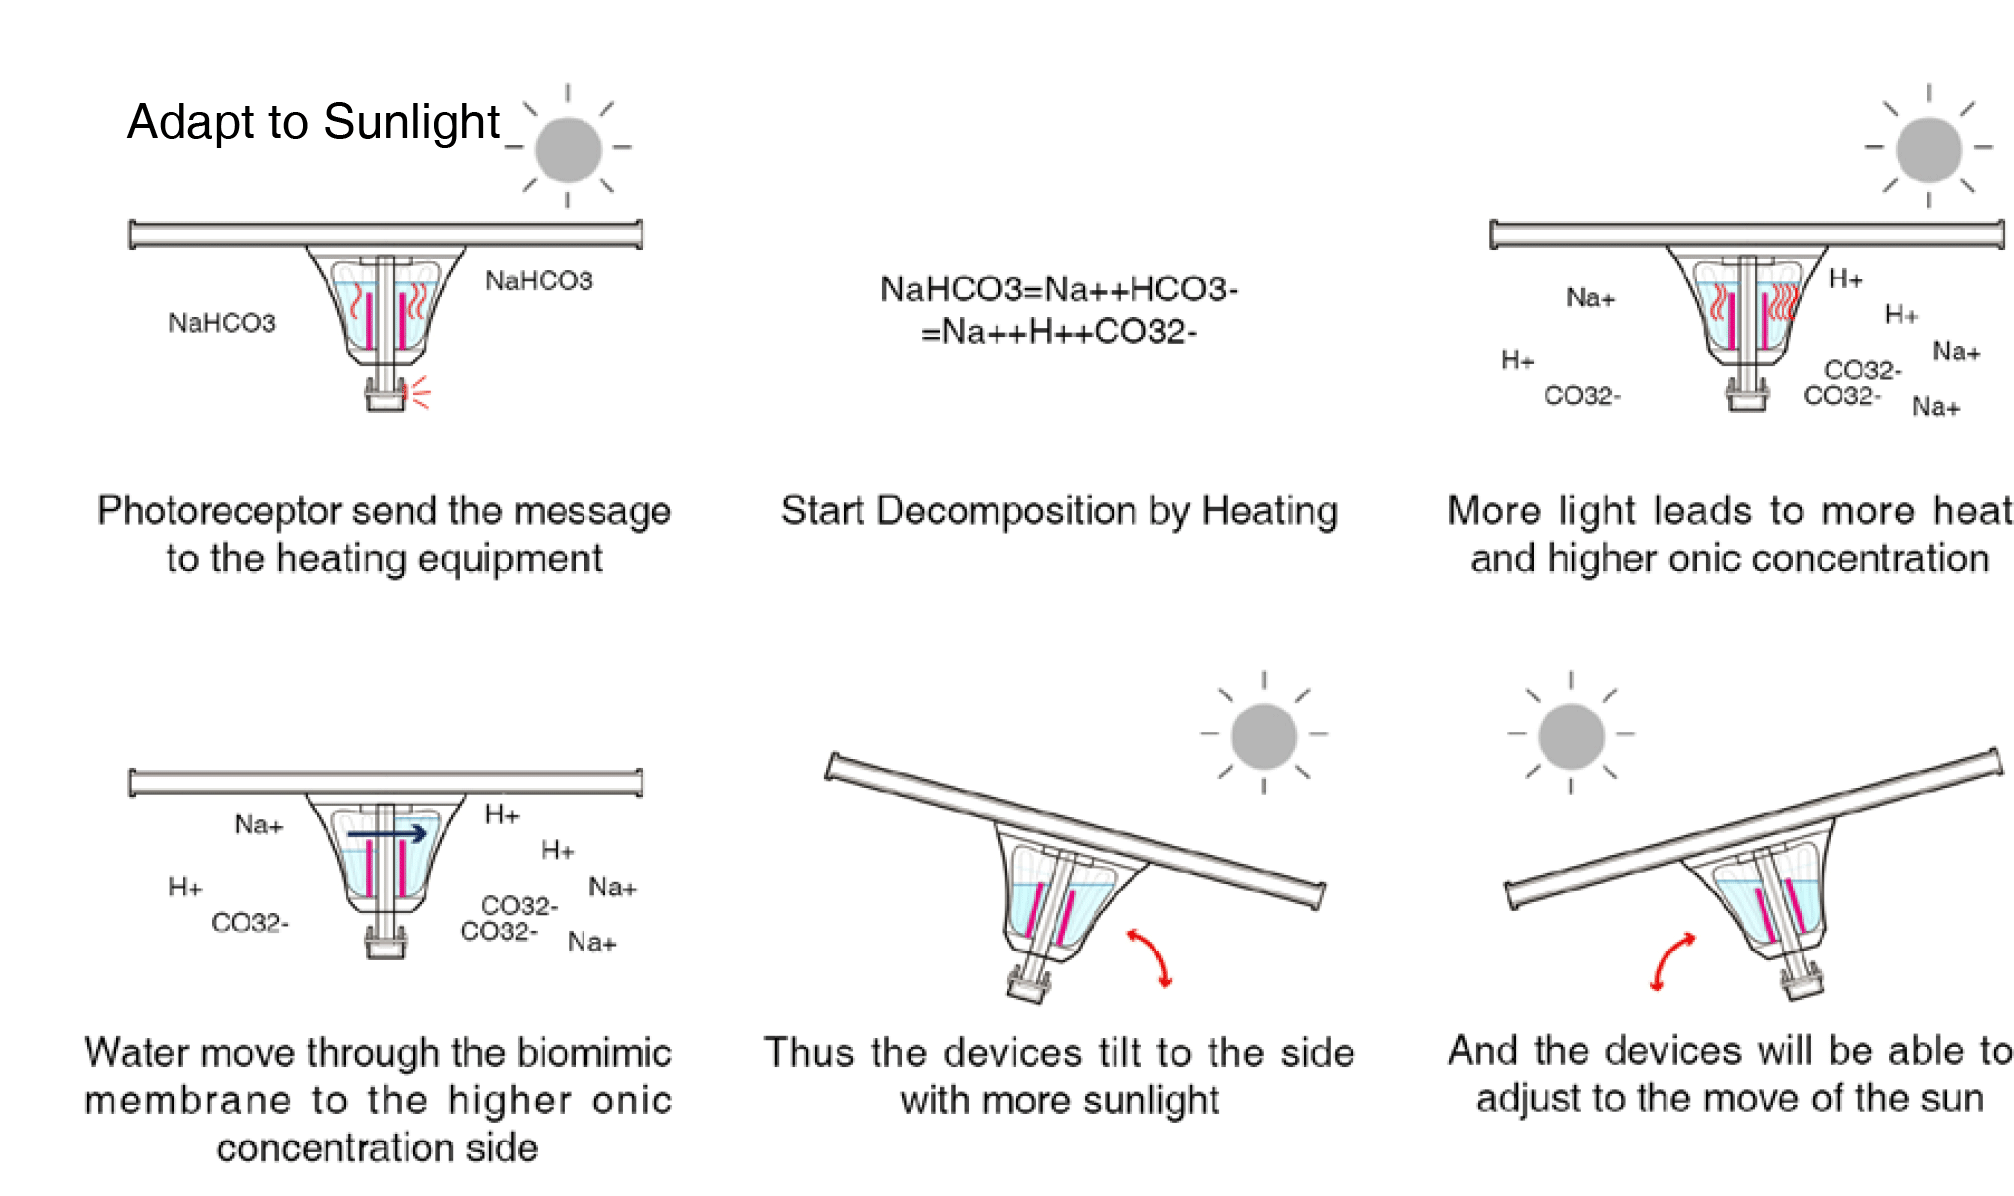 Adapt to Sunlight
NaHCO3
NaHCO3
NaHCO3=Na++HCO3-
=Na++H++CO32-
Na+
H+
H+
H+
Na+
CO32-
CO32-
CO32-
Na+
Photoreceptor send the message
to the heating equipment
Start Decomposition by Heating
More light leads to more heat
and higher onic concentration
Na+
H+
H+
H+
Na+
CO32-
CO32-
CO32-
Na+
Water move through the biomimic
membrane to the higher onic
concentration side
Thus the devices tilt to the side
with more sunlight
And the devices will be able to
adjust to the move of the sun